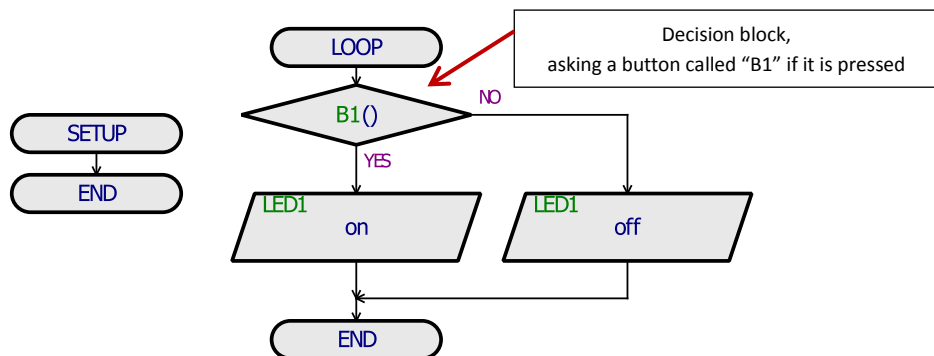 LOOP
Decision block,
asking a button called “B1” if it is pressed
B1()
NO
YES
SETUP
END
LED1
on
LED1
off
END